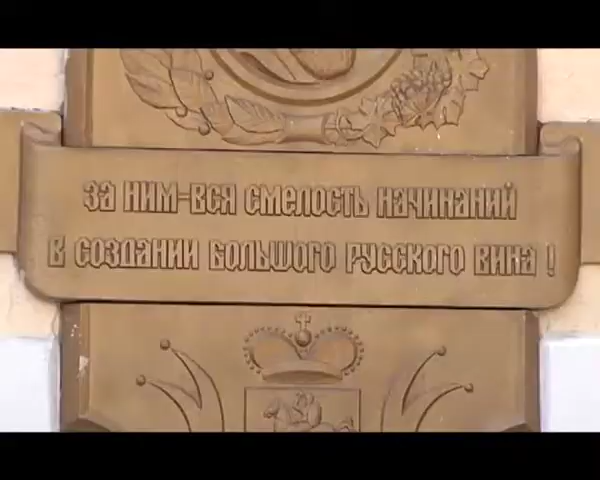 за ним-вся смелость начинаний
в создании большого русского вина !